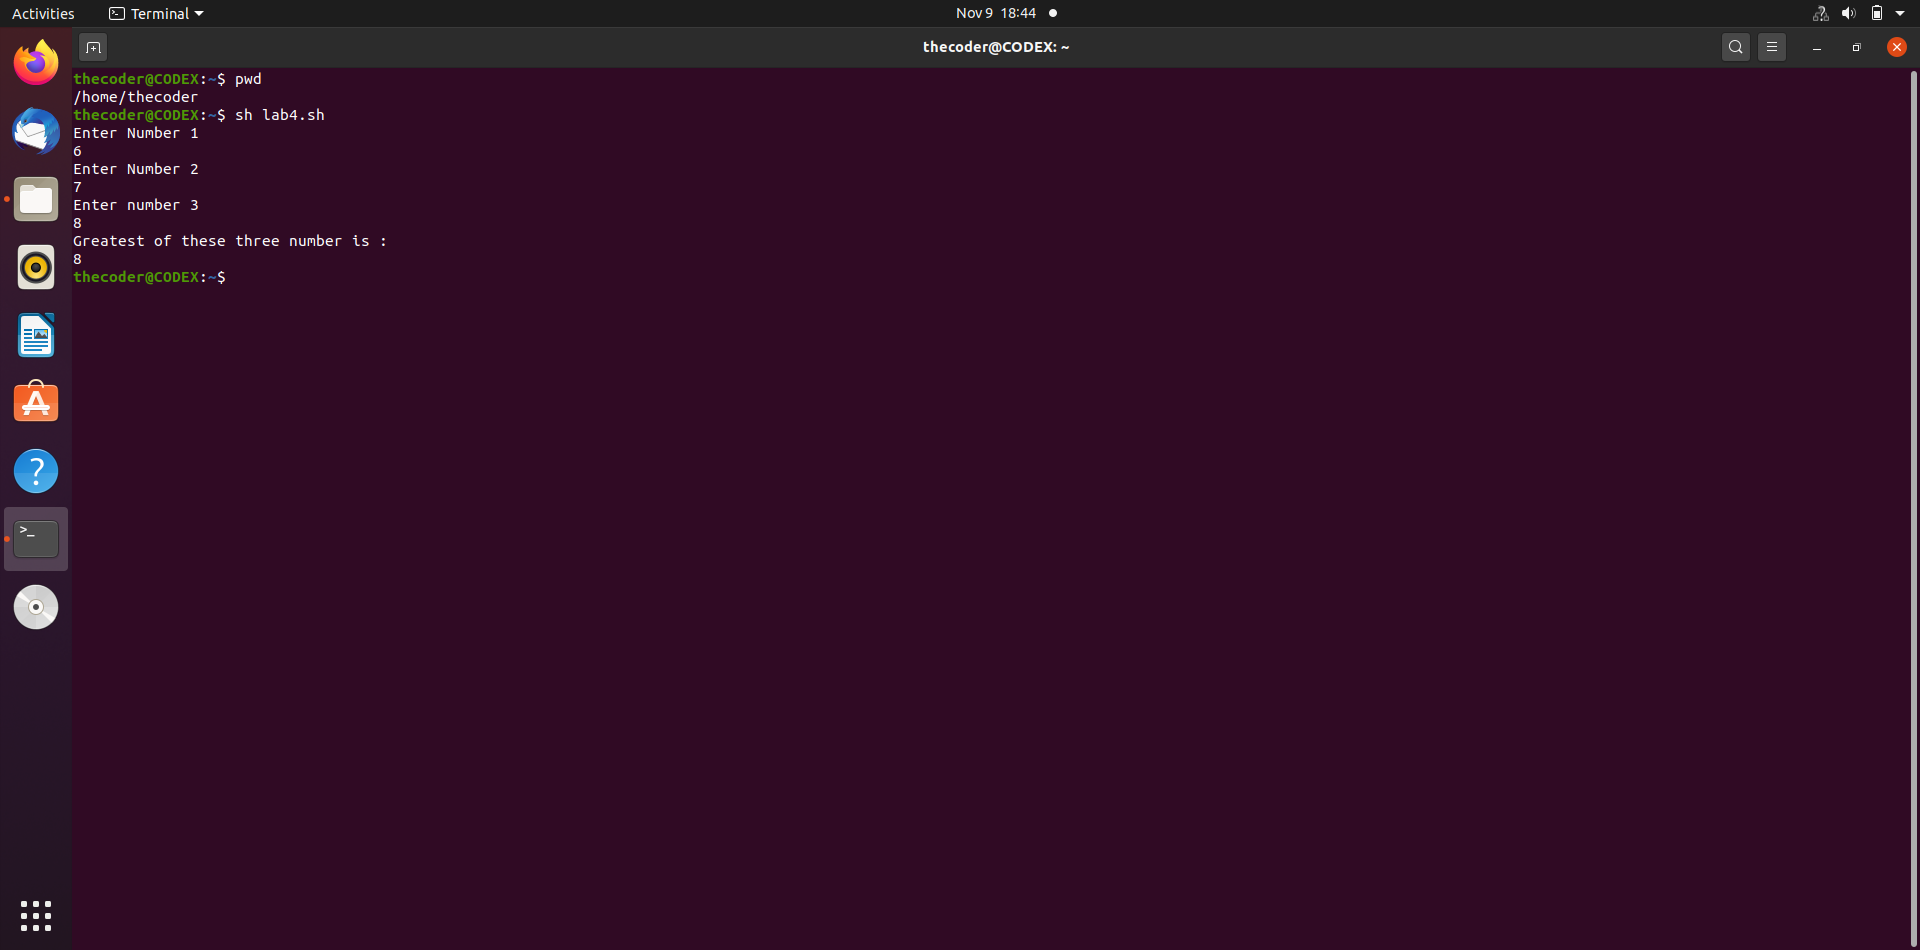 Activities
Terminal
Nov 9 18:44
thecoder@CODEX: ~
thecoder@CODEX:~$ pwd
/home/thecoder
thecoder@CODEX:~$ sh lab4.sh
Enter Number 1
6
Enter Number 2
7
Enter number 3
8
Greatest of these three number is :
8
thecoder@CODEX:~$